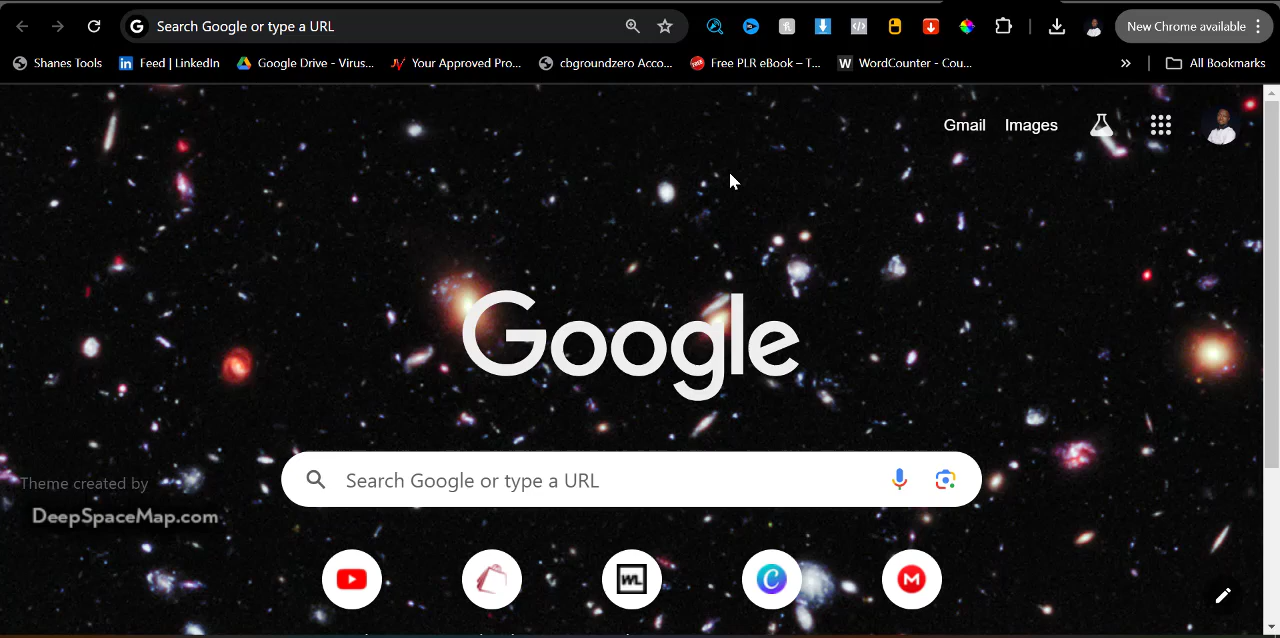 Search Google or type a URL
New Chrome available
Shanes Tools
Feed | LinkedIn
Google Drive - Virus...
Your Approved Pro...
cbgroundzero Acco...
Free PLR eBook – T...
WordCounter - Cou...
»
All Bookmarks
Gmail
Images
Google
Search Google or type a URL
Theme created by
DeepSpaceMap.com